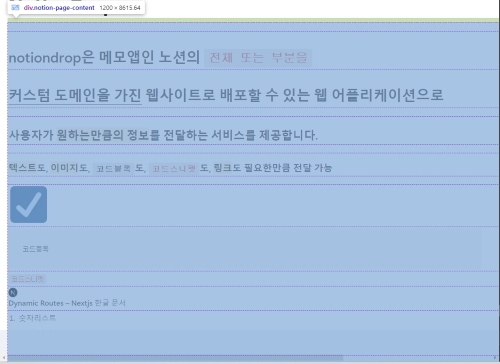 div.notion-page-content 1200 × 8615.64
notiondrop은 메모앱인 노션의 전체 또는 부분을
커스텀 도메인을 가진 웹사이트로 배포할 수 있는 웹 어플리케이션으로
사용자가 원하는만큼의 정보를 전달하는 서비스를 제공합니다.
텍스트도, 이미지도, 코드블록 도, 코드스니펫 도, 링크도 필요한만큼 전달 가능
코드블록
코드스니펫
Dynamic Routes – Nextjs 한글 문서
1. 숫자리스트